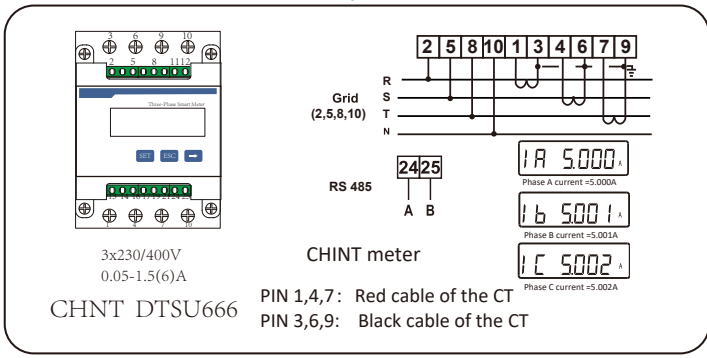 3 6 9 10
2 5 8 11 12
Three-Phase Smart Meter
SET ESC →
13 14 16 17 19 21 24 25
1 4 7
3x230/400V
0.05-1.5(6)A
CHNT DTSU666
2 5 8 10 1 3 4 6 7 9
R
S
T
N
Grid
(2,5,8,10)
RS 485
24 25
A B
CHINT meter
PIN 1,4,7: Red cable of the CT
PIN 3,6,9: Black cable of the CT
IA 5.000 A
Phase A current =5.000A
Ib 5.001 A
Phase B current =5.001A
IC 5.002 A
Phase C current =5.002A